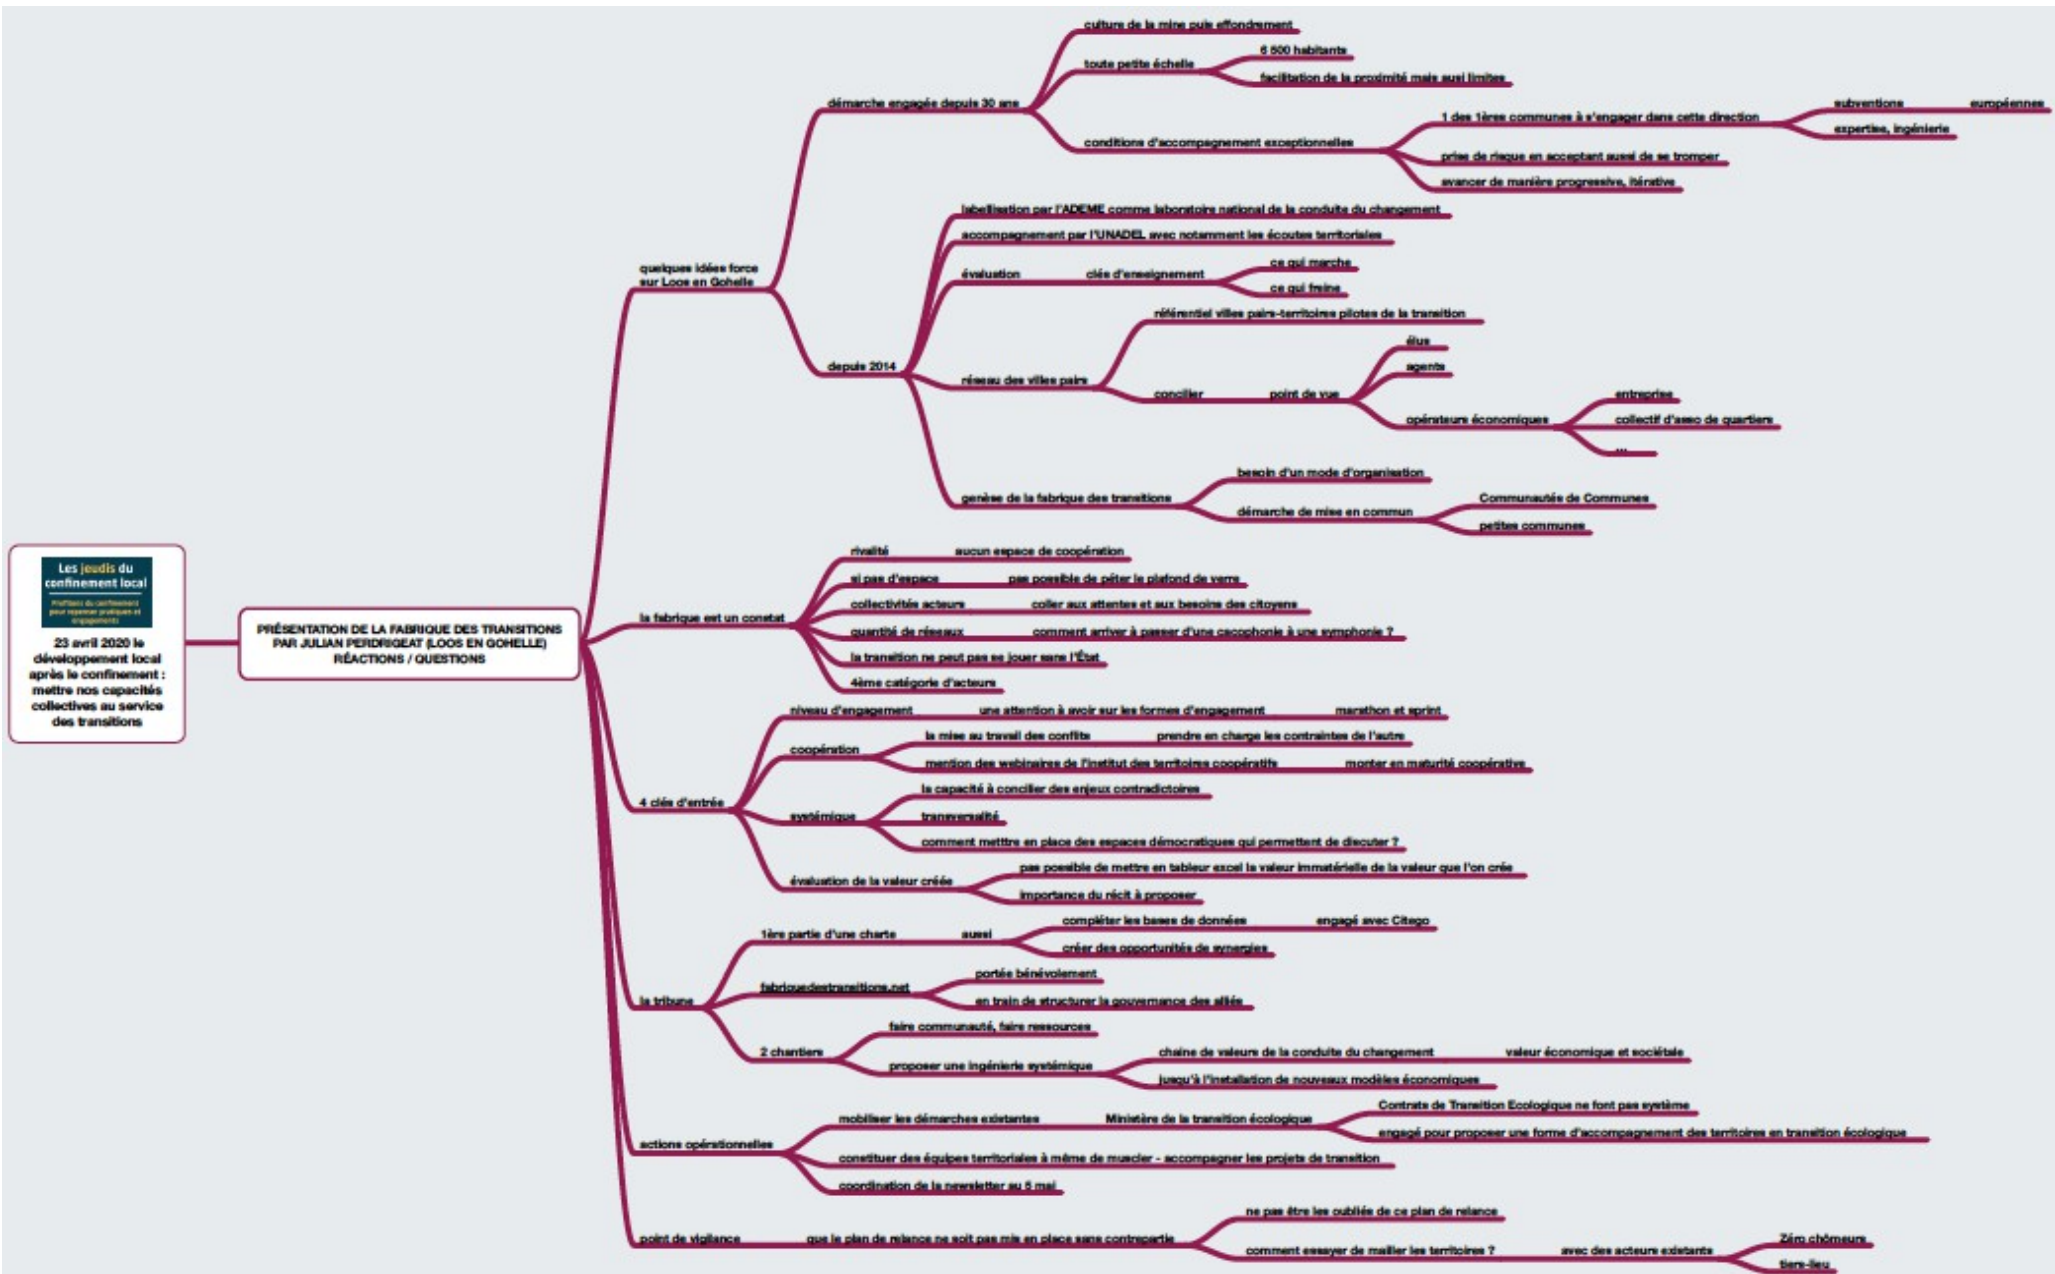 Les jeudis du
confinement local
Profitons du confinement
pour repenser pratiques et
engagements
23 avril 2020 le
développement local
après le confinement :
mettre nos capacités
collectives au service
des transitions
PRÉSENTATION DE LA FABRIQUE DES TRANSITIONS
PAR JULIAN PERDRIGEAT (LOOS EN GOHELLE)
RÉACTIONS / QUESTIONS
quelques idées force
sur Loos en Gohelle
démarche engagée depuis 30 ans
culture de la mine puis effondrement
toute petite échelle
6 800 habitants
facilitation de la proximité mais ausi limites
conditions d'accompagnement exceptionnelles
1 des 1ères communes à s'engager dans cette direction
subventions
européennes
expertise, ingénierie
prise de risque en acceptant aussi de se tromper
avancer de manière progressive, itérative
depuis 2014
labellisation par l'ADEME comme laboratoire national de la conduite du changement
accompagnement par l'UNADEL avec notamment les écoutes territoriales
évaluation
clés d'enseignement
ce qui marche
ce qui freine
réseau des villes pairs
référentiel villes pairs-territoires pilotes de la transition
concilier
point de vue
élus
agents
opérateurs économiques
entreprise
collectif d'asso de quartiers
...
genèse de la fabrique des transitions
besoin d'un mode d'organisation
démarche de mise en commun
Communautés de Communes
petites communes
la fabrique est un constat
rivalité
aucun espace de coopération
si pas d'espace
pas possible de péter le plafond de verre
collectivités acteurs
coller aux attentes et aux besoins des citoyens
quantité de réseaux
comment arriver à passer d'une cacophonie à une symphonie ?
la transition ne peut pas se jouer sans l'État
4ème catégorie d'acteurs
4 clés d'entrée
niveau d'engagement
une attention à avoir sur les formes d'engagement
marathon et sprint
coopération
la mise au travail des conflits
prendre en charge les contraintes de l'autre
mention des webinaires de l'institut des territoires coopératifs
monter en maturité coopérative
systémique
la capacité à concilier des enjeux contradictoires
transversalité
comment metttre en place des espaces démocratiques qui permettent de discuter ?
évaluation de la valeur créée
pas possible de mettre en tableur excel la valeur immatérielle de la valeur que l'on crée
importance du récit à proposer
la tribune
1ère partie d'une charte
aussi
compléter les bases de données
engagé avec Citego
créer des opportunités de synergies
fabriquedestransitions.net
portée bénévolement
en train de structurer la gouvernance des alliés
2 chantiers
faire communauté, faire ressources
proposer une ingénierie systémique
chaine de valeurs de la conduite du changement
valeur économique et sociétale
jusqu'à l'installation de nouveaux modèles économiques
actions opérationnelles
mobiliser les démarches existantes
Ministère de la transition écologique
Contrats de Transition Ecologique ne font pas système
engagé pour proposer une forme d'accompagnement des territoires en transition écologique
constituer des équipes territoriales à même de muscler - accompagner les projets de transition
coordination de la newsletter au 6 mai
point de vigilance
que le plan de relance ne soit pas mis en place sans contrepartie
ne pas être les oubliés de ce plan de relance
comment essayer de mailler les territoires ?
avec des acteurs existants
Zéro chômeurs
tiers-lieu